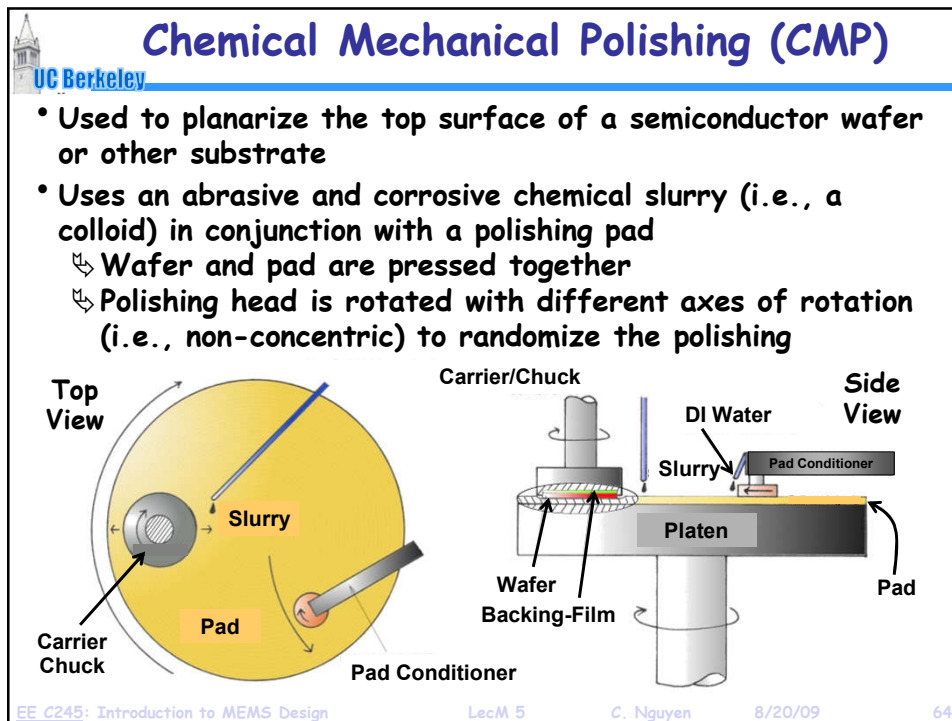 Chemical Mechanical Polishing (CMP)
UC Berkeley
• Used to planarize the top surface of a semiconductor wafer
or other substrate
• Uses an abrasive and corrosive chemical slurry (i.e., a
colloid) in conjunction with a polishing pad
↳ Wafer and pad are pressed together
↳ Polishing head is rotated with different axes of rotation
(i.e., non-concentric) to randomize the polishing
Top
View
Slurry
Pad
Carrier
Chuck
Pad Conditioner
Carrier/Chuck
Side
View
DI Water
Slurry
Pad Conditioner
Platen
Wafer
Backing-Film
Pad
EE C245: Introduction to MEMS Design LecM 5 C. Nguyen 8/20/09 64